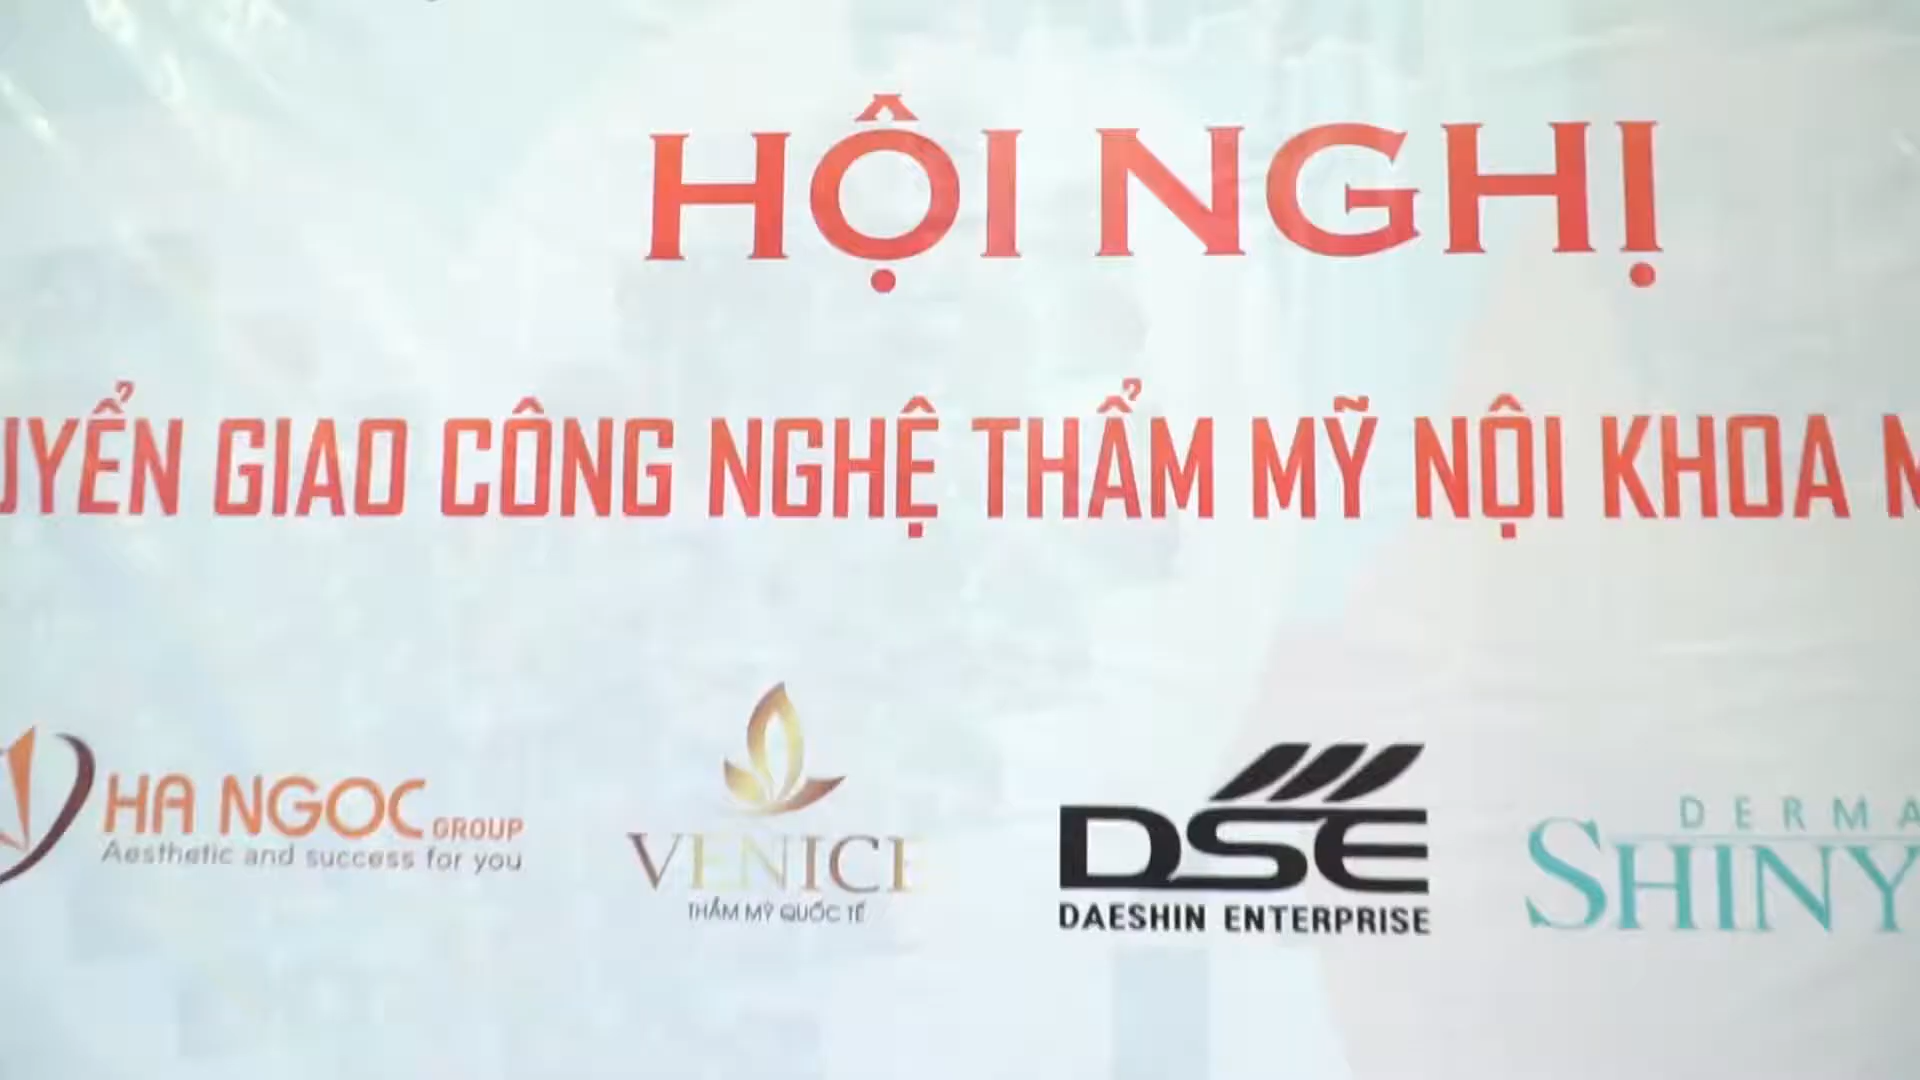 HỘI NGHỊ
UYỂN GIAO CÔNG NGHỆ THẨM MỸ NỘI KHOA
HA NGOC GROUP
Aesthetic and success for you
VENICE
THẨM MỸ QUỐC TẾ
DSE
DAESHIN ENTERPRISE
DERMA
SHINY